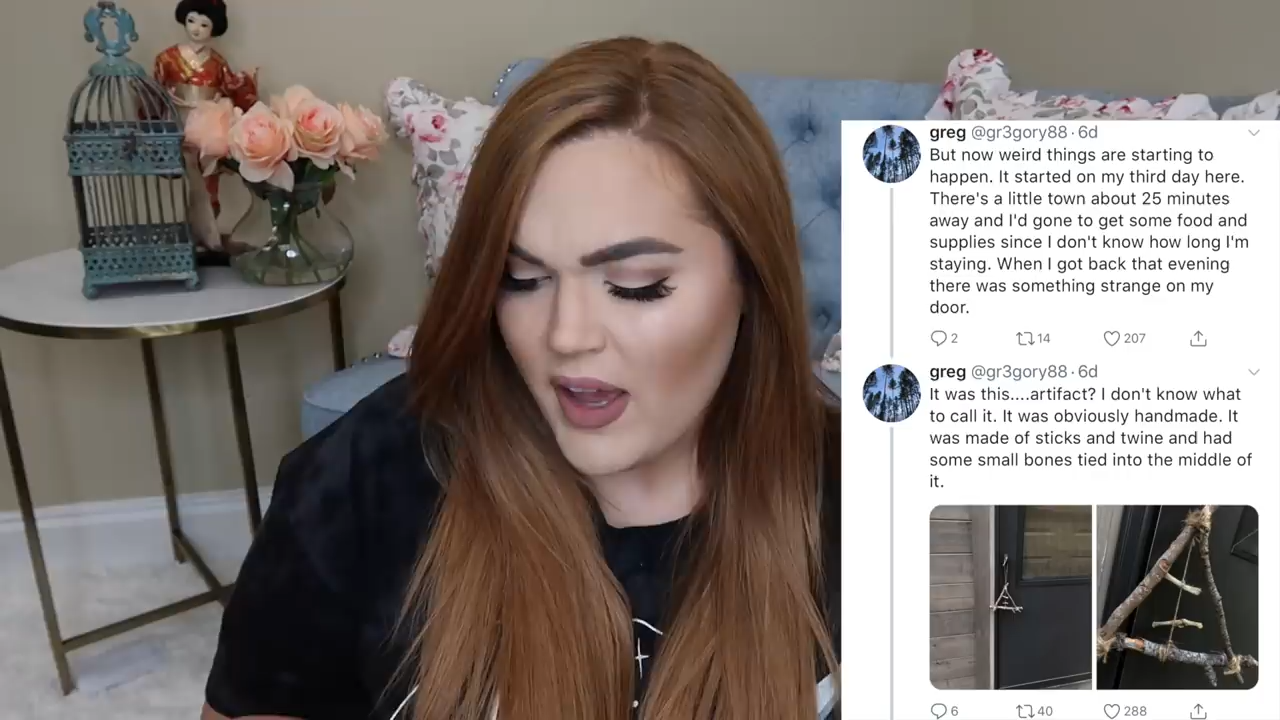 greg @gr3gory88 · 6d
But now weird things are starting to
happen. It started on my third day here.
There's a little town about 25 minutes
away and I'd gone to get some food and
supplies since I don't know how long I'm
staying. When I got back that evening
there was something strange on my
door.
2 14 207
greg @gr3gory88 · 6d
It was this....artifact? I don't know what
to call it. It was obviously handmade. It
was made of sticks and twine and had
some small bones tied into the middle of
it.
6 40 288